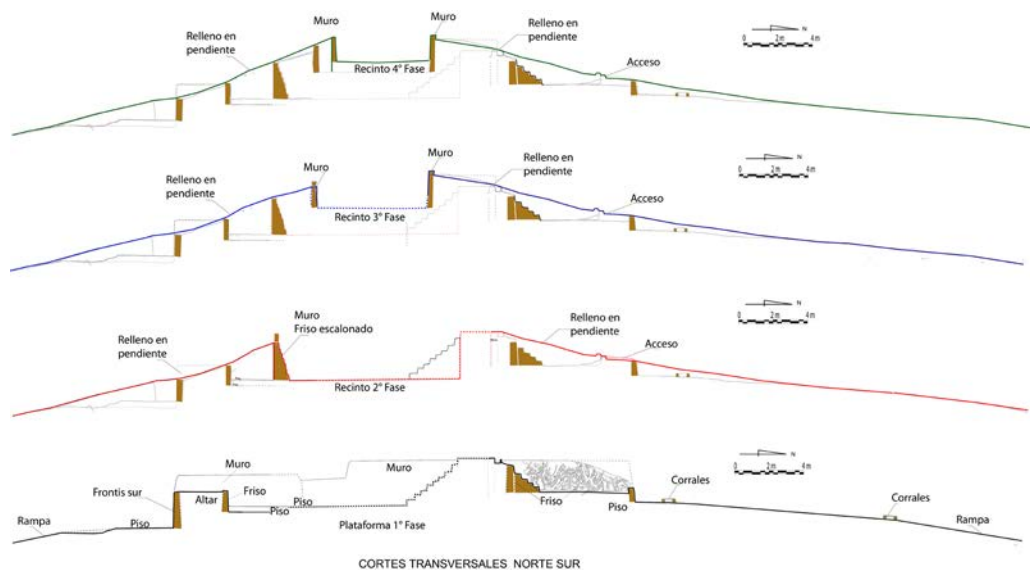 Muro
Muro
Relleno en
pendiente
Relleno en
pendiente
N
0 2m 4m
Recinto 4° Fase
Acceso
Muro
Muro
Relleno en
pendiente
Relleno en
pendiente
N
0 2m 4m
Recinto 3° Fase
Acceso
Muro
Friso escalonado
Relleno en
pendiente
Relleno en
pendiente
N
0 2m 4m
Acceso
Recinto 2° Fase
Muro
Muro
N
0 2m 4m
Frontis sur
Altar
Friso
Piso
Friso
Corrales
Corrales
Rampa
Piso
Piso
Plataforma 1° Fase
Piso
Rampa
CORTES TRANSVERSALES NORTE SUR